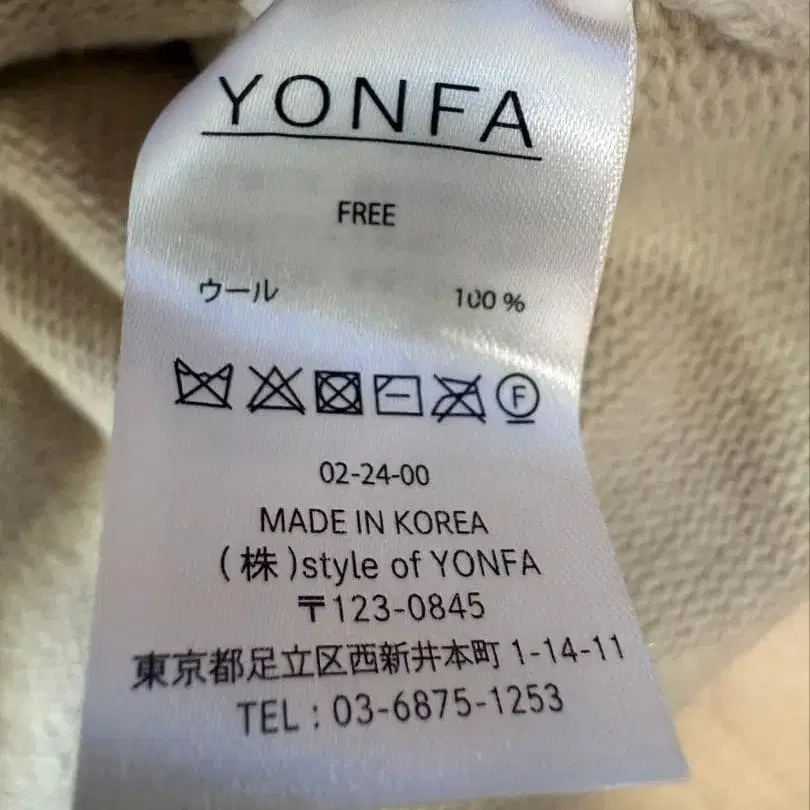 YONFA
FREE
ウール 100 %
F
02-24-00
MADE IN KOREA
(株)style of YONFA
〒123-0845
東京都足立区西新井本町 1-14-11
TEL : 03-6875-1253